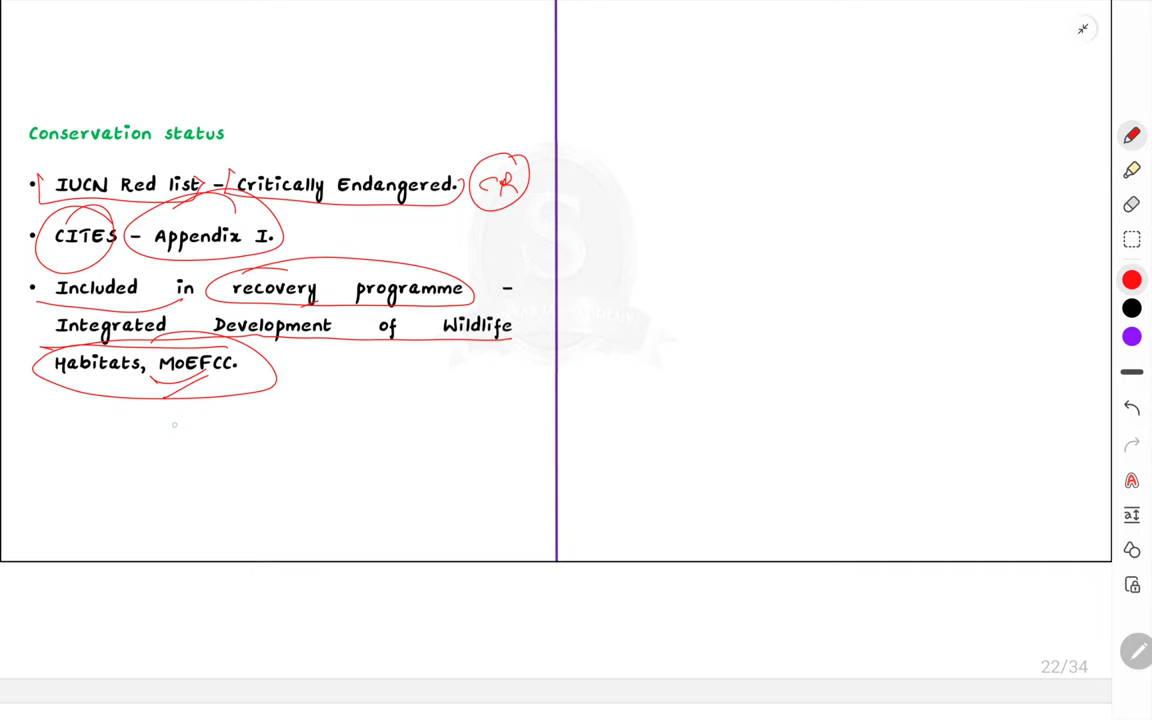 Conservation status
• IUCN Red list - Critically Endangered. CR
• CITES - Appendix I.
• Included in recovery programme -
Integrated Development of Wildlife
Habitats, MoEFCC.
22/34